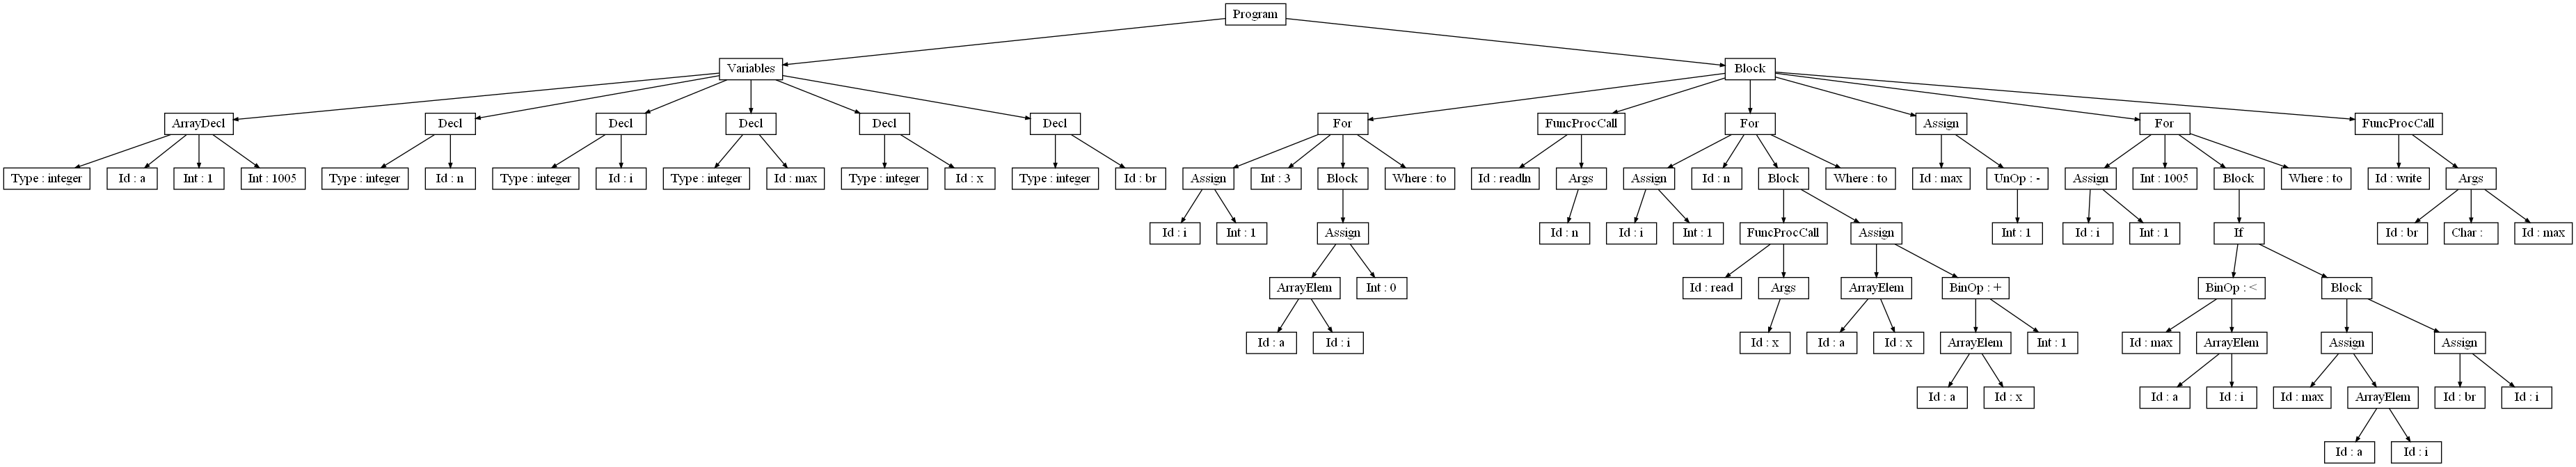 Program
Variables
Block
ArrayDecl
Decl
Decl
Decl
Decl
Decl
For
FuncProcCall
For
Assign
For
FuncProcCall
Type : integer
Id : a
Int : 1
Int : 1005
Type : integer
Id : n
Type : integer
Id : i
Type : integer
Id : max
Type : integer
Id : x
Type : integer
Id : br
Assign
Int : 3
Block
Where : to
Id : readln
Args
Assign
Id : n
Block
Where : to
Id : max
UnOp : -
Assign
Int : 1005
Block
Where : to
Id : write
Args
Id : i
Int : 1
Assign
Id : n
Id : i
Int : 1
FuncProcCall
Assign
Int : 1
Id : i
Int : 1
If
Id : br
Char :
Id : max
ArrayElem
Int : 0
Id : read
Args
ArrayElem
BinOp : +
BinOp : <
Block
Id : a
Id : i
Id : x
Id : a
Id : x
ArrayElem
Int : 1
Id : max
ArrayElem
Assign
Assign
Id : a
Id : x
Id : a
Id : i
Id : max
ArrayElem
Id : br
Id : i
Id : a
Id : i